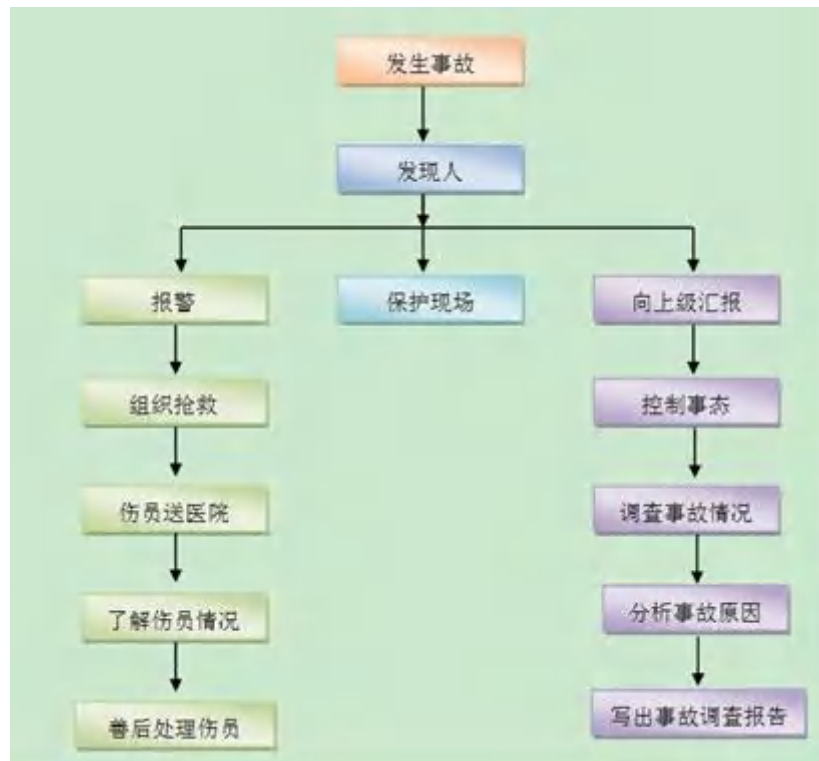 发生事故
发现人
报警
保护现场
向上级汇报
组织抢救
控制事态
伤员送医院
调查事故情况
了解伤员情况
分析事故原因
善后处理伤员
写出事故调查报告